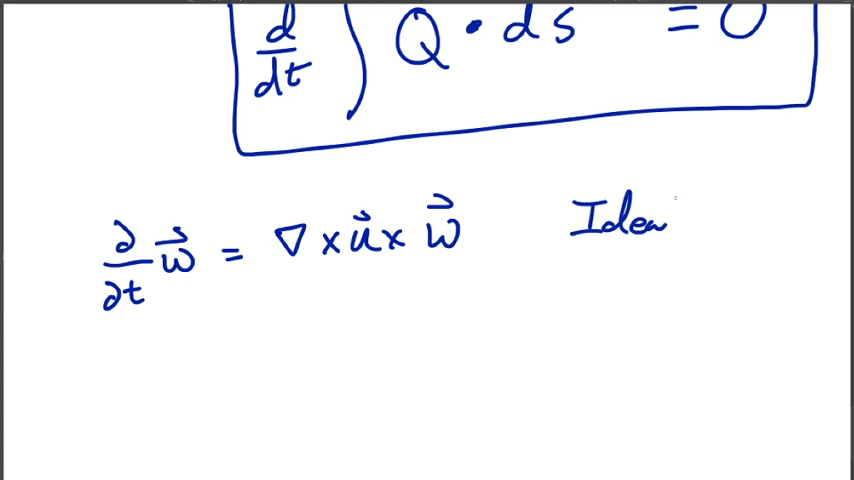 d/dt ∫ Q • ds = 0
∂/∂t w⃗ = ∇ × u⃗ × w⃗ Idea